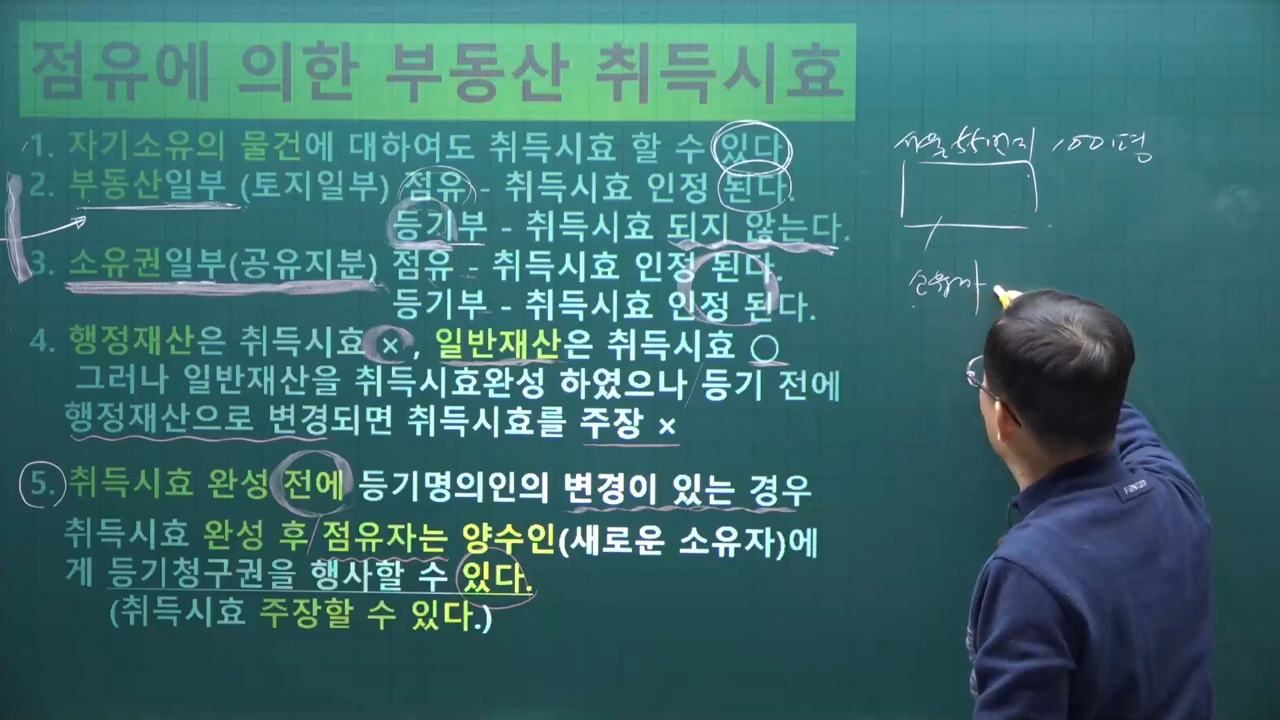 점유에 의한 부동산 취득시효
1. 자기소유의 물건에 대하여도 취득시효 할 수 있다.
2. 부동산일부 (토지일부) 점유 - 취득시효 인정 된다.
등기부 - 취득시효 되지 않는다.
3. 소유권일부(공유지분) 점유 - 취득시효 인정 된다.
등기부 - 취득시효 인정 된다.
4. 행정재산은 취득시효 × , 일반재산은 취득시효 ○
그러나 일반재산을 취득시효완성 하였으나 등기 전에
행정재산으로 변경되면 취득시효를 주장 ×
5. 취득시효 완성 전에 등기명의인의 변경이 있는 경우
취득시효 완성 후 점유자는 양수인(새로운 소유자)에
게 등기청구권을 행사할 수 있다.
(취득시효 주장할 수 있다.)
100평